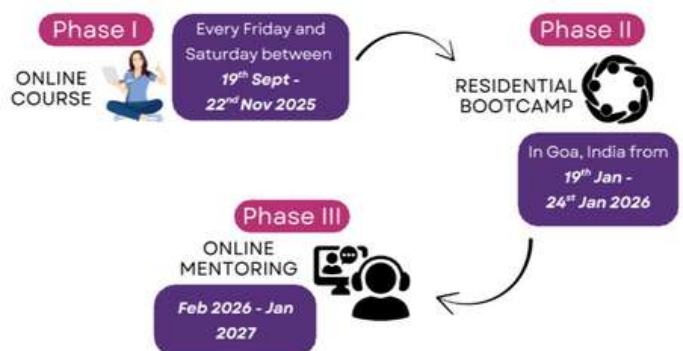 Phase I
ONLINE
COURSE
Every Friday and
Saturday between
19th Sept -
22nd Nov 2025
Phase II
RESIDENTIAL
BOOTCAMP
In Goa, India from
19th Jan -
24st Jan 2026
Phase III
ONLINE
MENTORING
Feb 2026 - Jan
2027